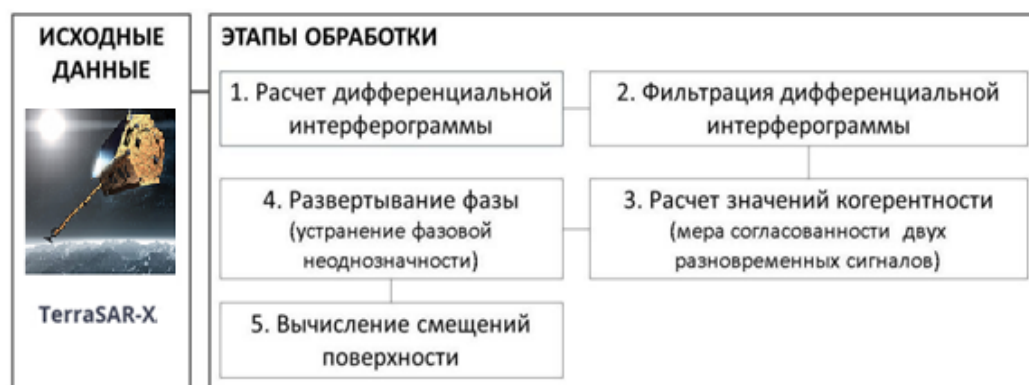 ИСХОДНЫЕ
ДАННЫЕ
TerraSAR-X
ЭТАПЫ ОБРАБОТКИ
1. Расчет дифференциальной
интерферограммы
2. Фильтрация дифференциальной
интерферограммы
3. Расчет значений когерентности
(мера согласованности двух
разновременных сигналов)
4. Развертывание фазы
(устранение фазовой
неоднозначности)
5. Вычисление смещений
поверхности